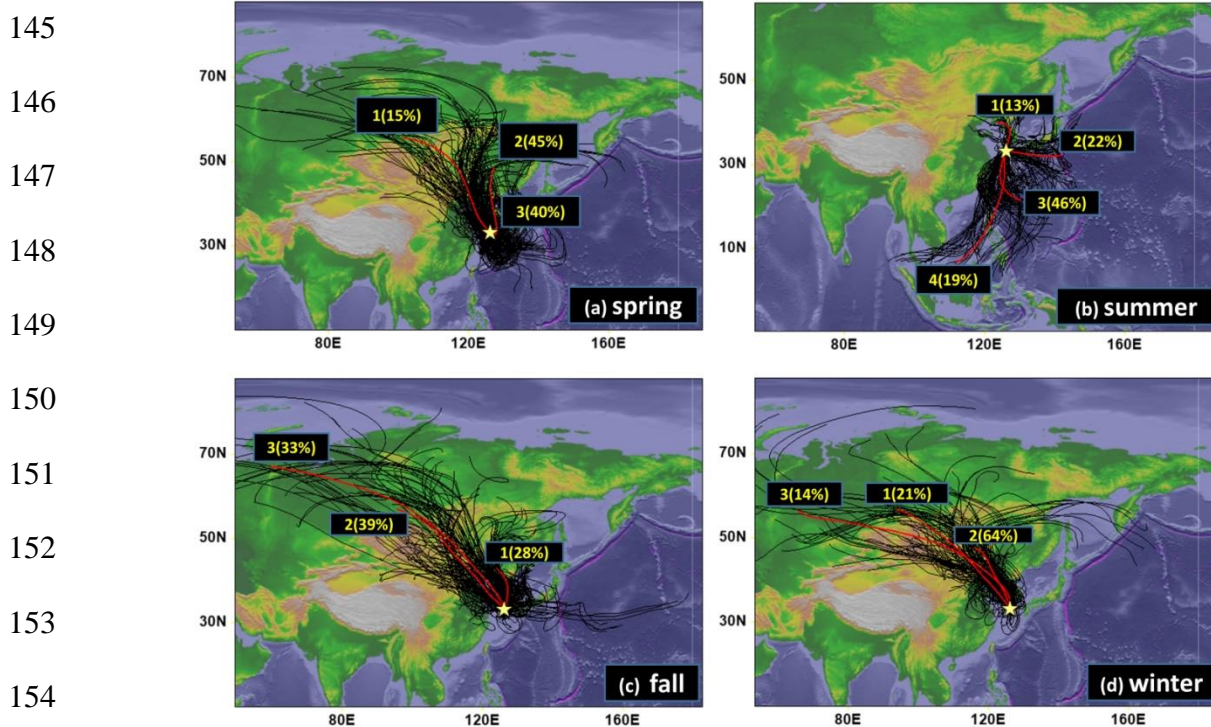 145
146
147
148
149
150
151
152
153
154
70N
50N
30N
80E 120E 160E
1(15%)
2(45%)
3(40%)
(a) spring
50N
30N
10N
80E 120E 160E
1(13%)
2(22%)
3(46%)
4(19%)
(b) summer
70N
50N
30N
80E 120E 160E
3(33%)
2(39%)
1(28%)
(c) fall
70N
50N
30N
80E 120E 160E
3(14%)
1(21%)
2(64%)
(d) winter